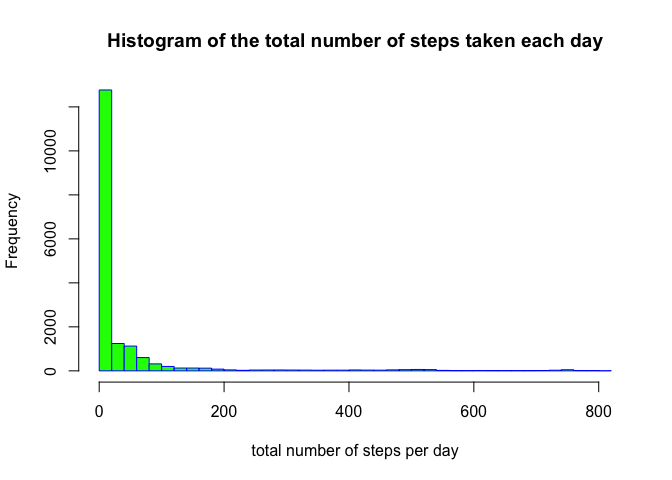 Histogram of the total number of steps taken each day
Frequency
10000
6000
2000
0
0 200 400 600 800
total number of steps per day